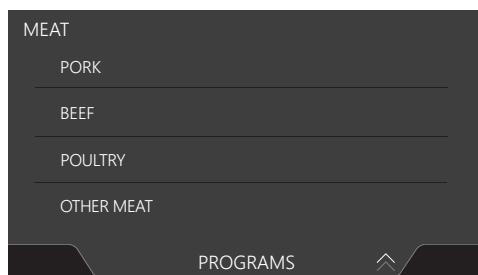 MEAT
PORK
BEEF
POULTRY
OTHER MEAT
PROGRAMS